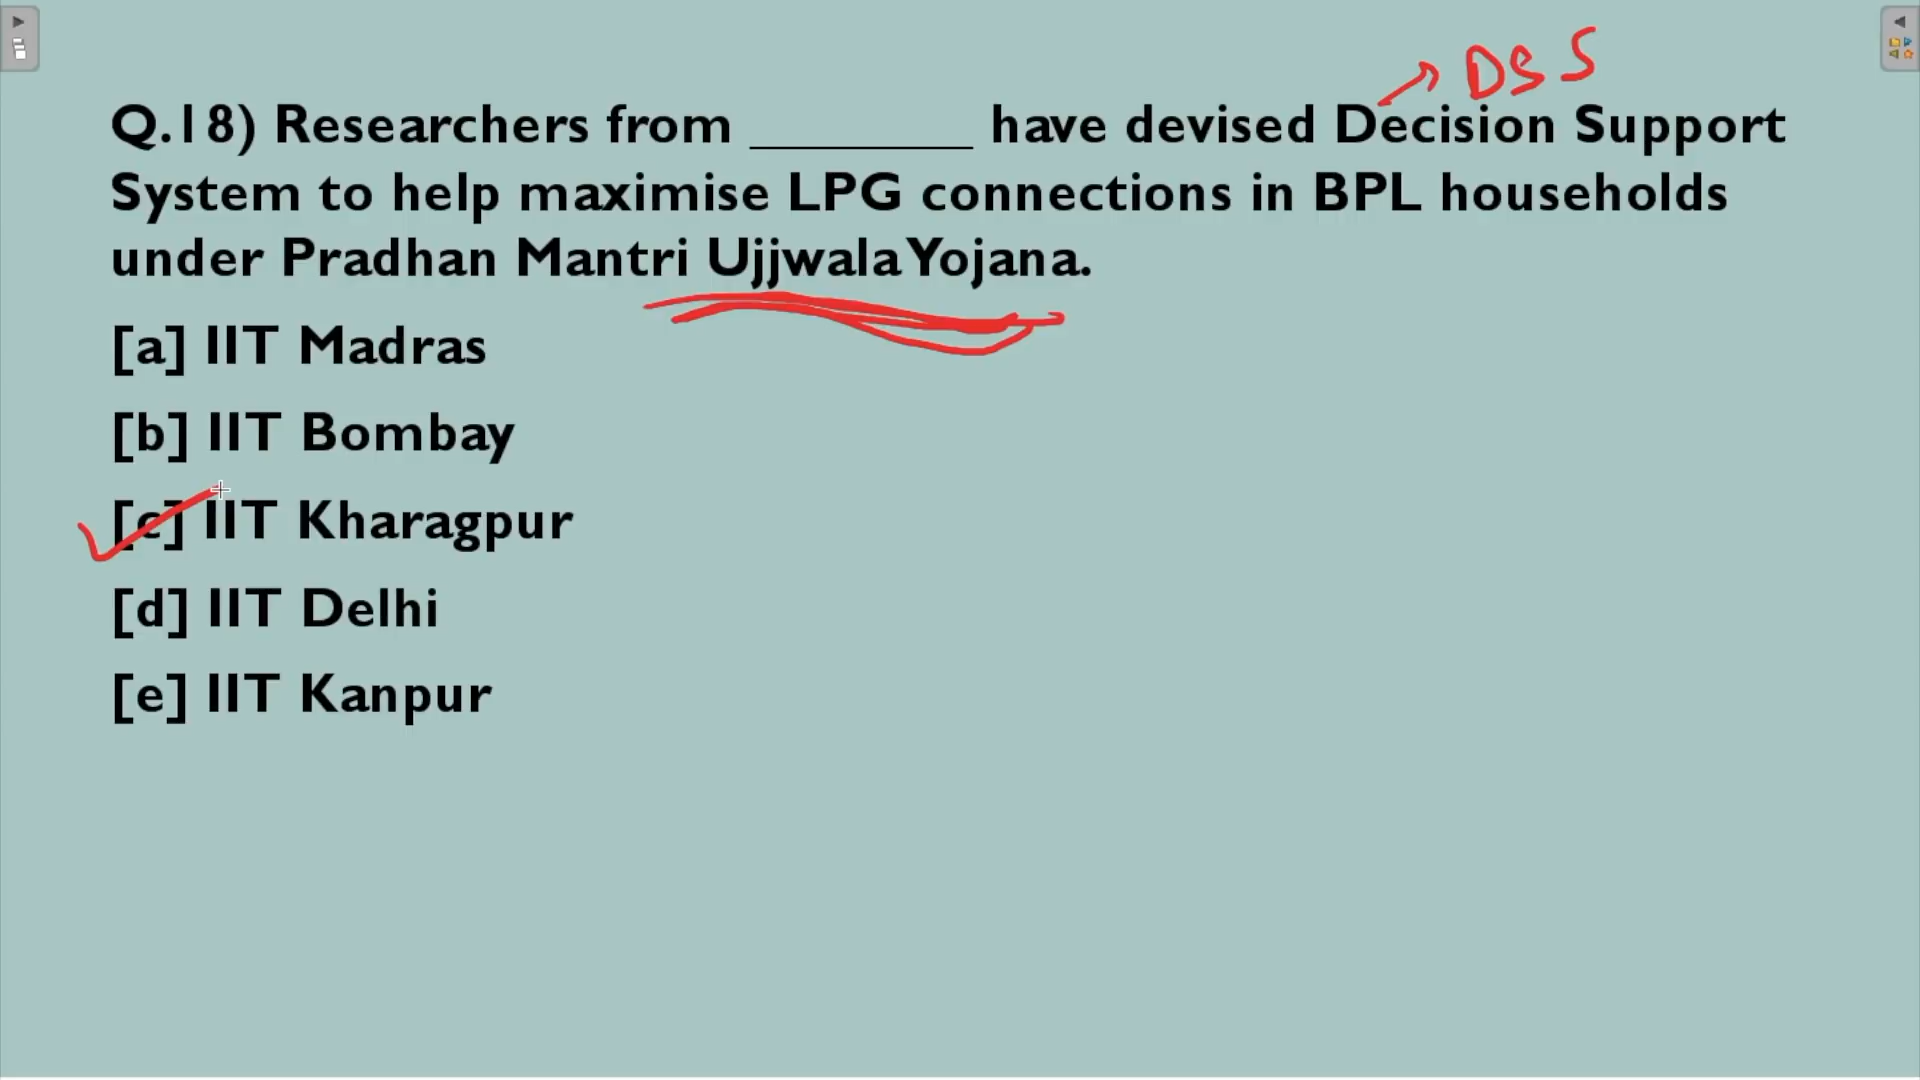 DSS
Q.18) Researchers from ________ have devised Decision Support
System to help maximise LPG connections in BPL households
under Pradhan Mantri Ujjwala Yojana.
[a] IIT Madras
[b] IIT Bombay
[c] IIT Kharagpur
[d] IIT Delhi
[e] IIT Kanpur